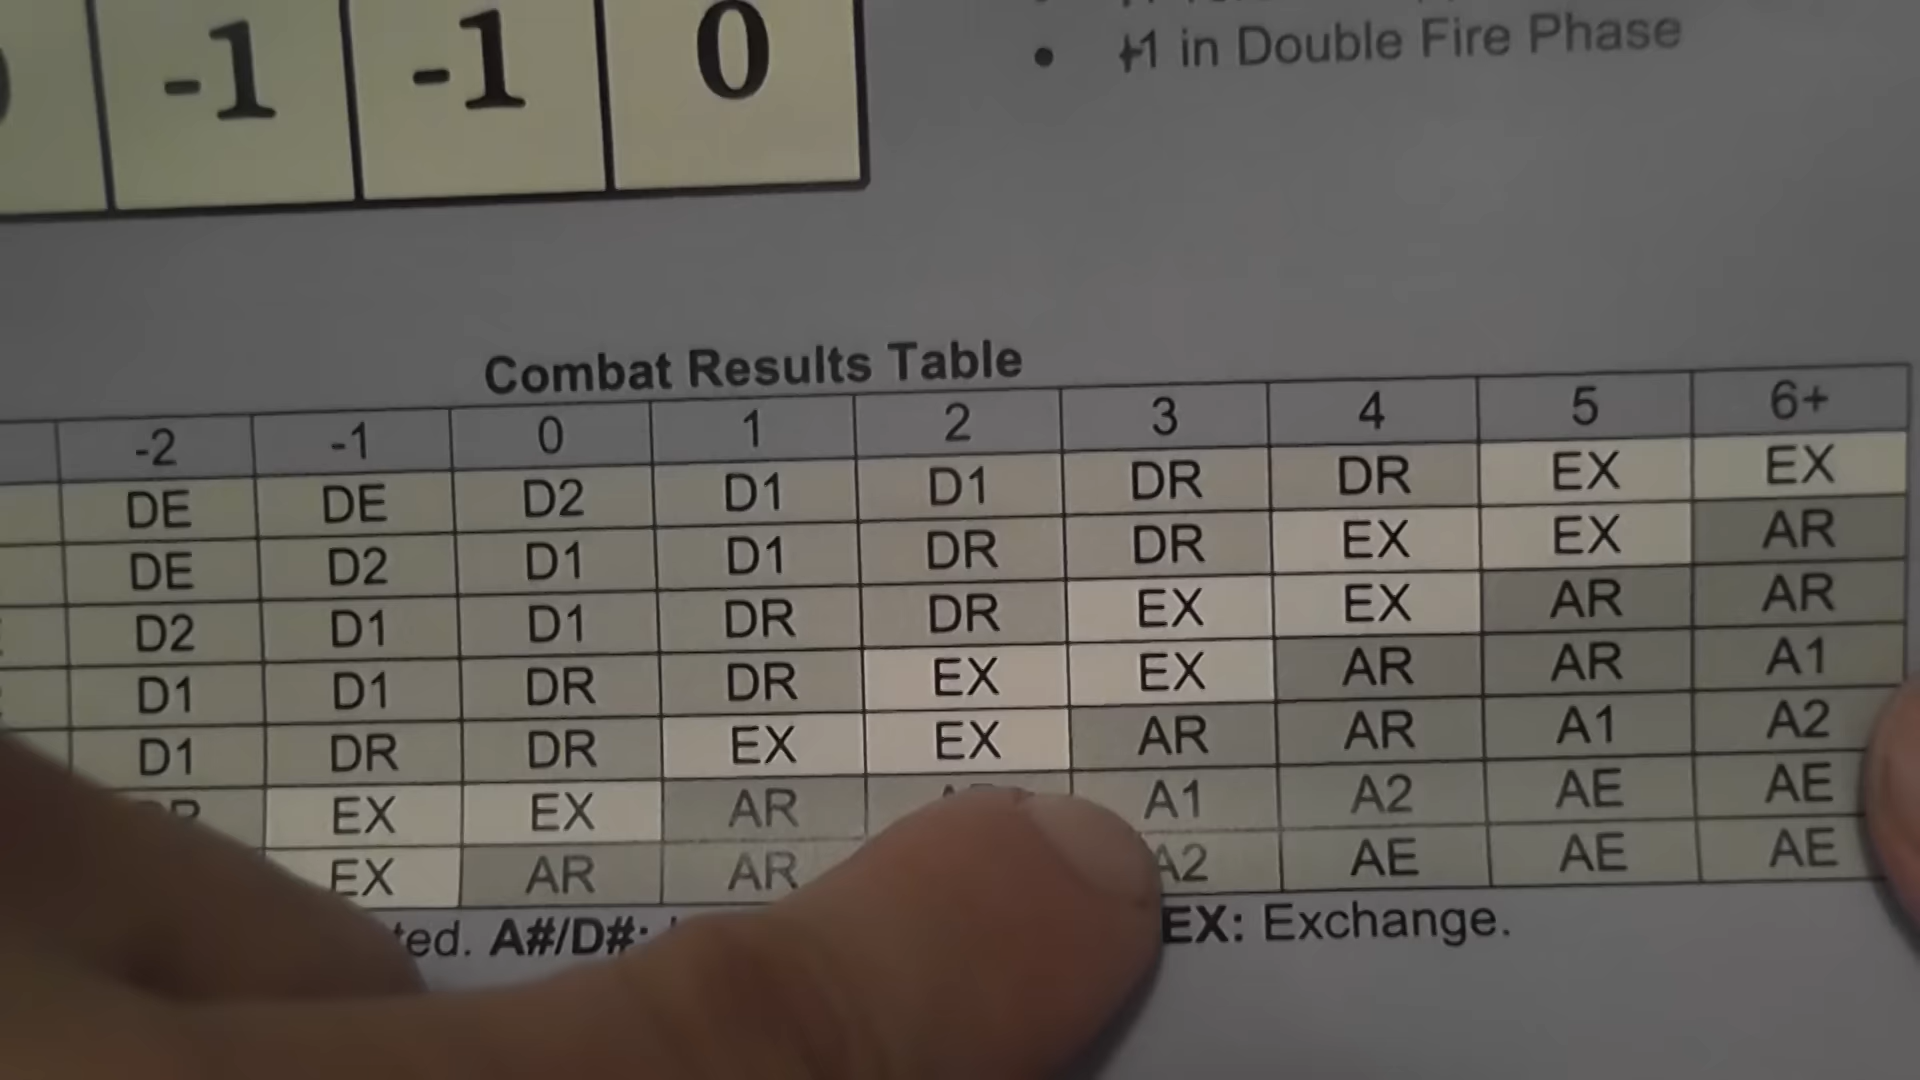 -1 -1 0
+1 in Double Fire Phase
Combat Results Table
-2 -1 0 1 2 3 4 5 6+
DE DE D2 D1 D1 DR DR EX EX
DE D2 D1 D1 DR DR EX EX AR
D2 D1 D1 DR DR EX EX AR AR
D1 D1 DR DR EX EX AR AR A1
D1 DR DR EX EX AR AR A1 A2
EX EX AR A1 A2 AE AE
EX AR AR A2 AE AE AE
A#/D#: EX: Exchange.